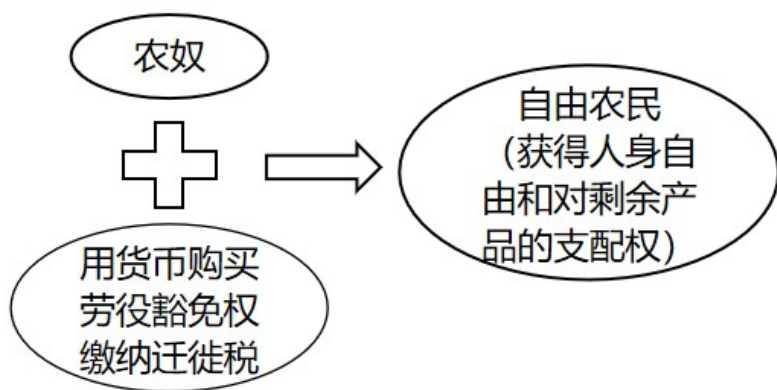 农奴
用货币购买
劳役豁免权
缴纳迁徙税
自由农民
（获得人身自
由和对剩余产
品的支配权）